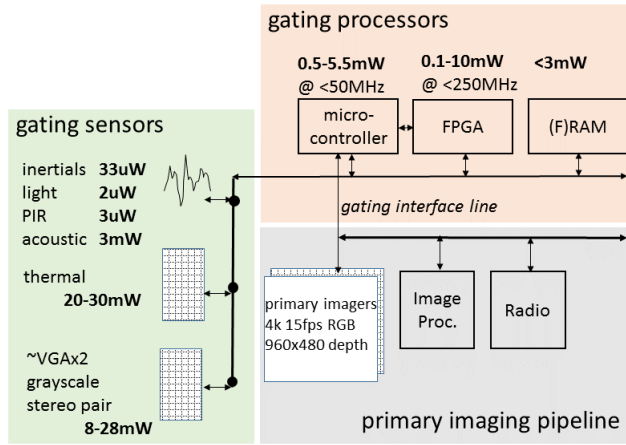 gating processors
0.5-5.5mW
@ <50MHz
0.1-10mW
@ <250MHz
<3mW
micro-
controller
FPGA
(F)RAM
gating interface line
gating sensors
inertials 33uW
light 2uW
PIR 3uW
acoustic 3mW
thermal
20-30mW
~VGAx2
grayscale
stereo pair
8-28mW
primary imagers
4k 15fps RGB
960x480 depth
Image
Proc.
Radio
primary imaging pipeline